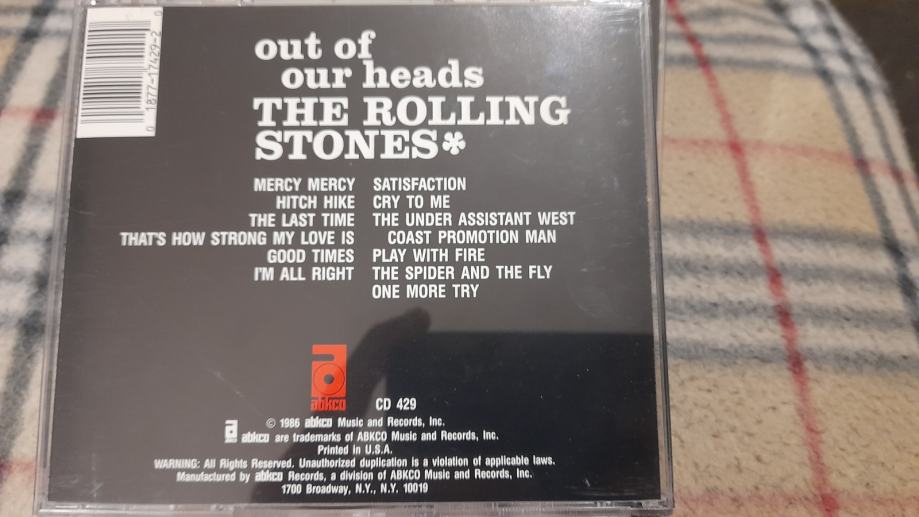 0 18771-7429-2 0
out of
our heads
THE ROLLING
STONES*
MERCY MERCY
HITCH HIKE
THE LAST TIME
THAT'S HOW STRONG MY LOVE IS
GOOD TIMES
I'M ALL RIGHT
SATISFACTION
CRY TO ME
THE UNDER ASSISTANT WEST
COAST PROMOTION MAN
PLAY WITH FIRE
THE SPIDER AND THE FLY
ONE MORE TRY
abkco
CD 429
© 1986 abkco Music and Records, Inc.
abkco are trademarks of ABKCO Music and Records, Inc.
Printed in U.S.A.
WARNING: All Rights Reserved. Unauthorized duplication is a violation of applicable laws.
Manufactured by abkco Records, a division of ABKCO Music and Records, Inc.
1700 Broadway, N.Y., N.Y. 10019